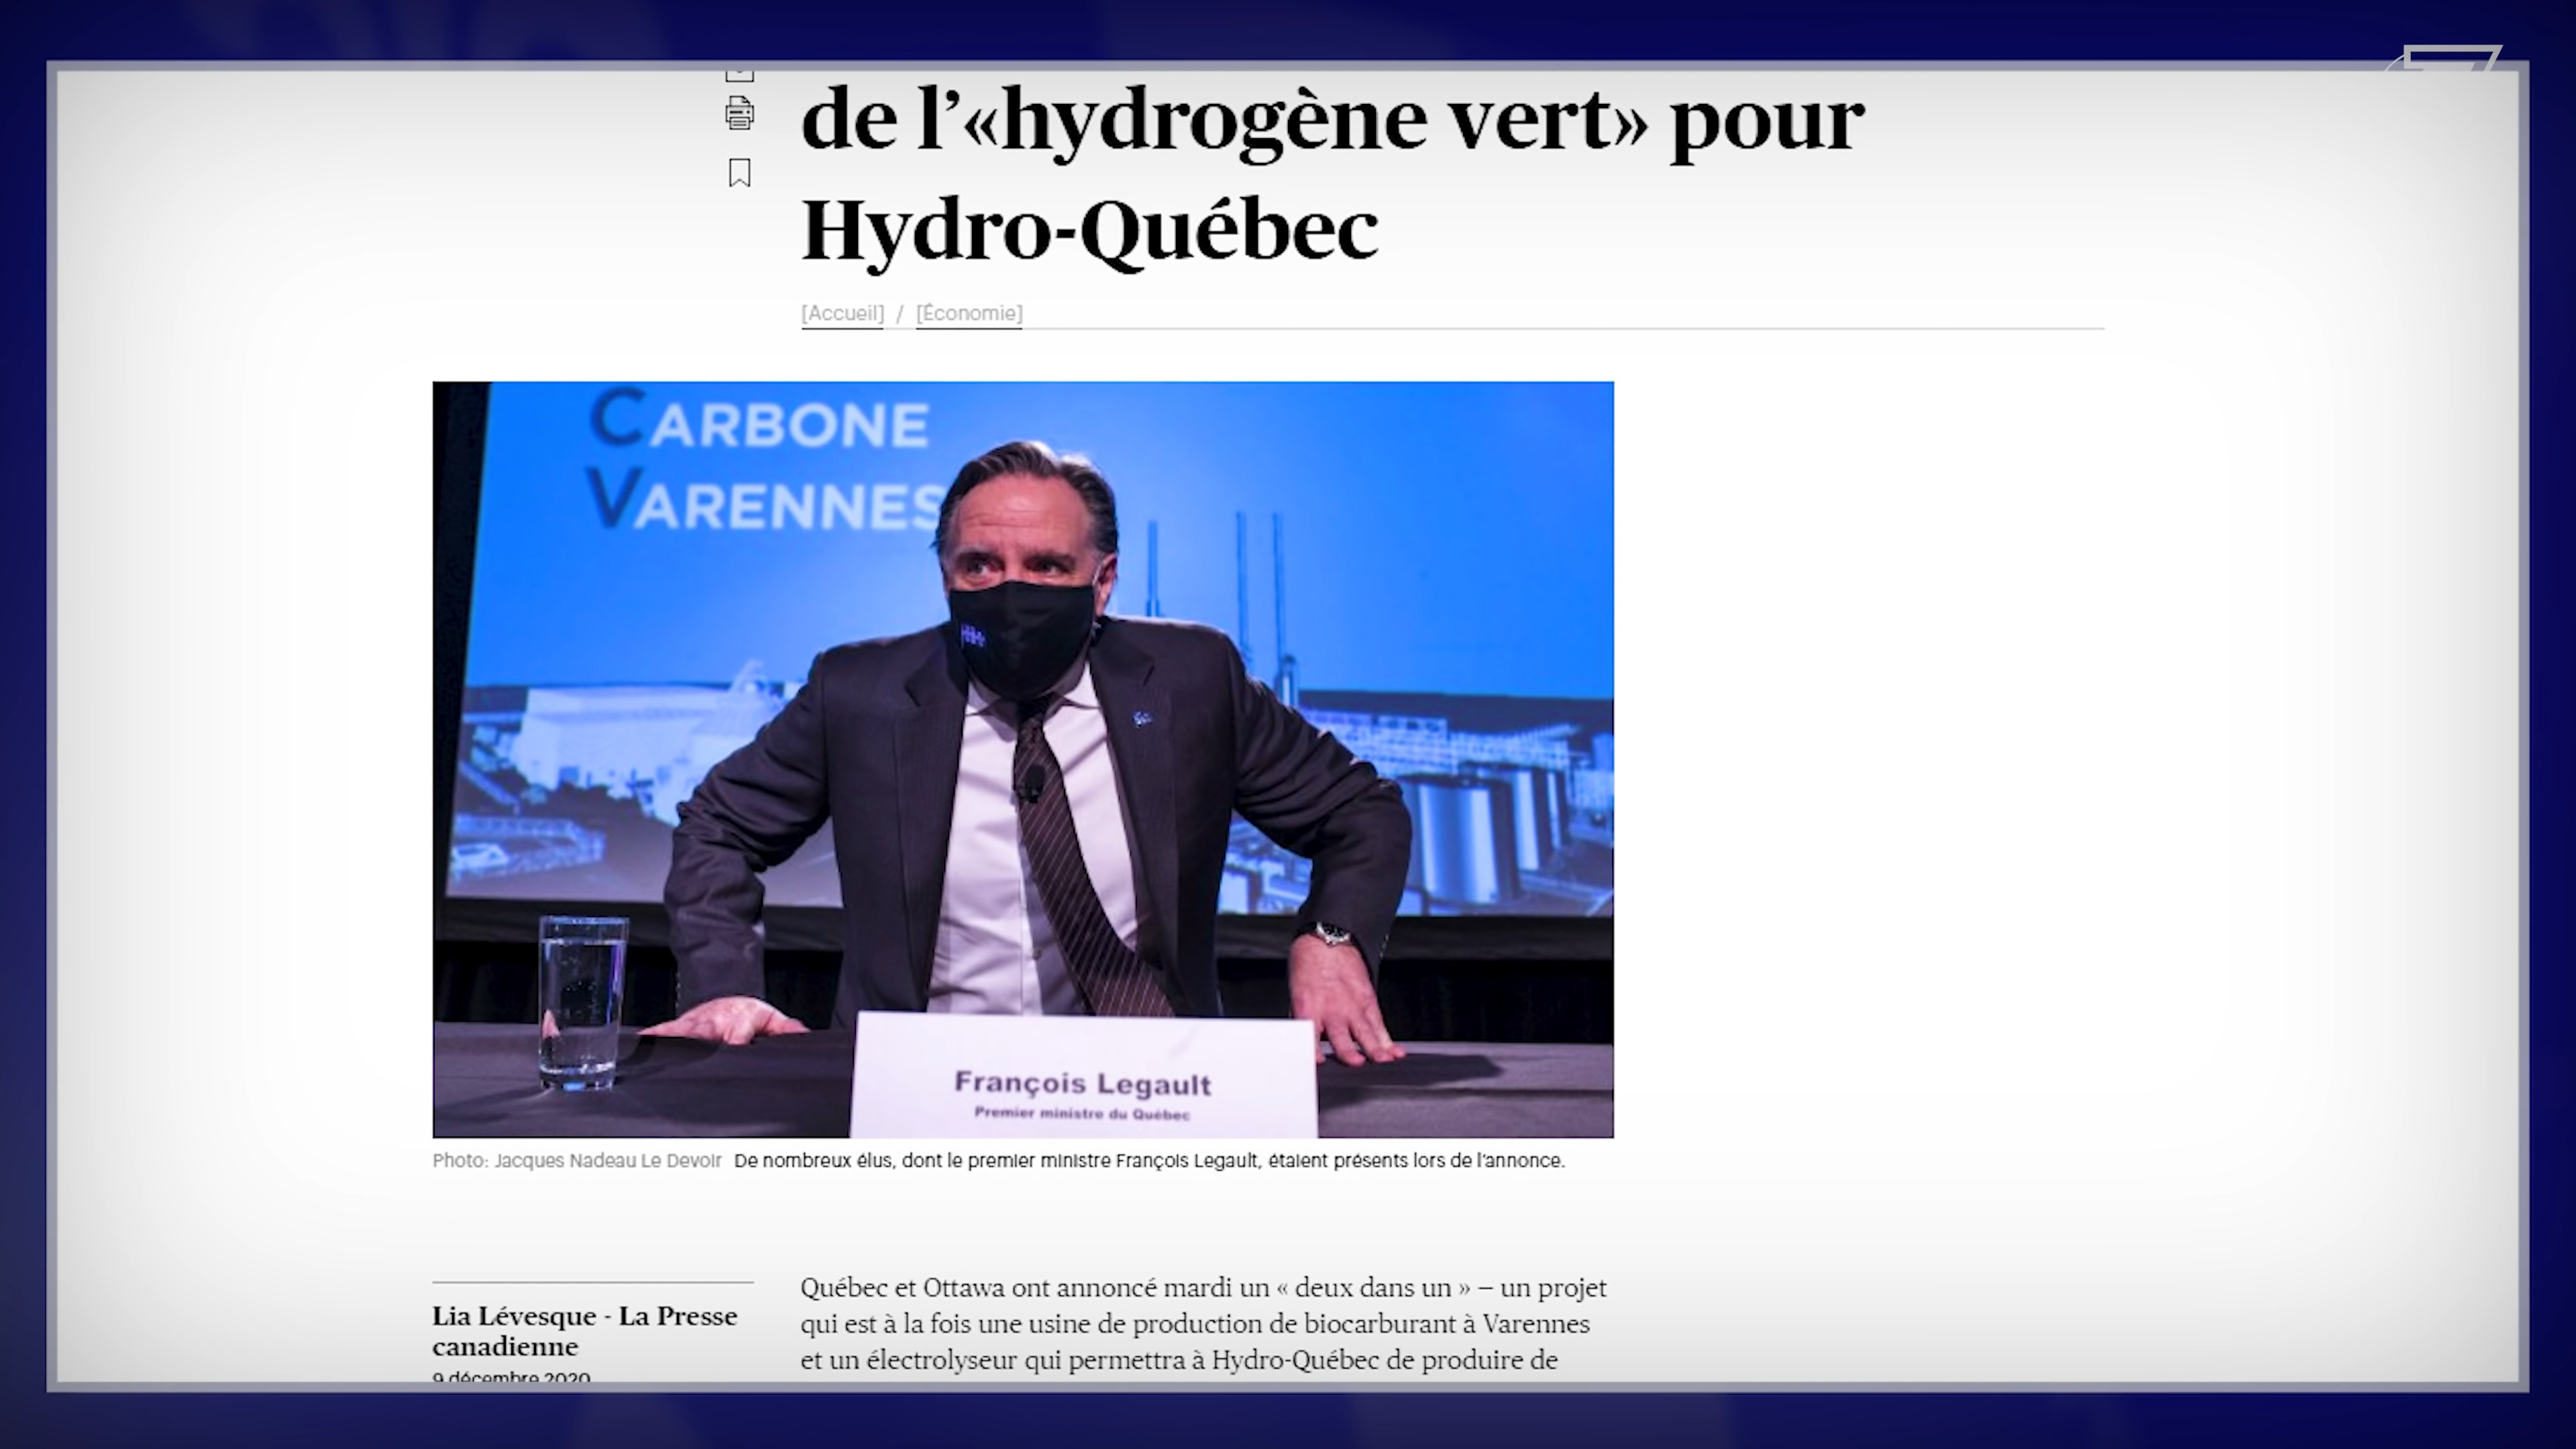 de l'«hydrogène vert» pour
Hydro-Québec
[Accueil] / [Économie]
CARBONE
VARENNES
François Legault
Premier ministre du Québec
Photo: Jacques Nadeau Le Devoir De nombreux élus, dont le premier ministre François Legault, étaient présents lors de l'annonce.
Lia Lévesque - La Presse
canadienne
9 décembre 2020
Québec et Ottawa ont annoncé mardi un « deux dans un » – un projet
qui est à la fois une usine de production de biocarburant à Varennes
et un électrolyseur qui permettra à Hydro-Québec de produire de